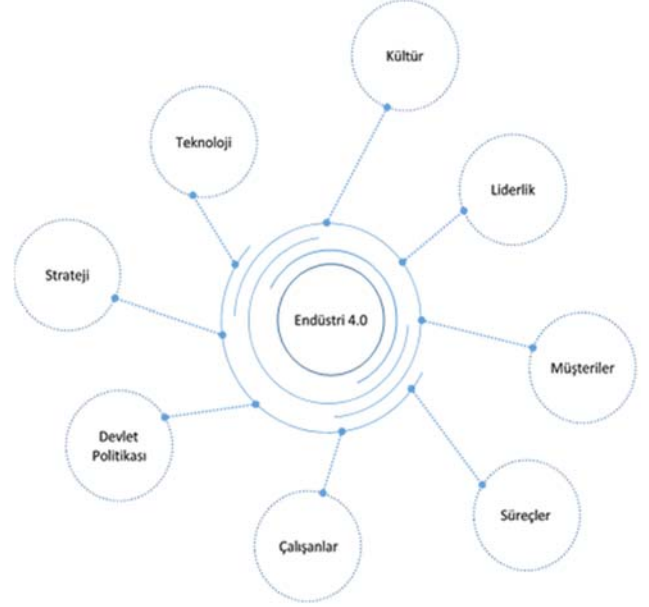 Kültür
Teknoloji
Liderlik
Strateji
Endüstri 4.0
Müşteriler
Devlet
Politikası
Süreçler
Çalışanlar